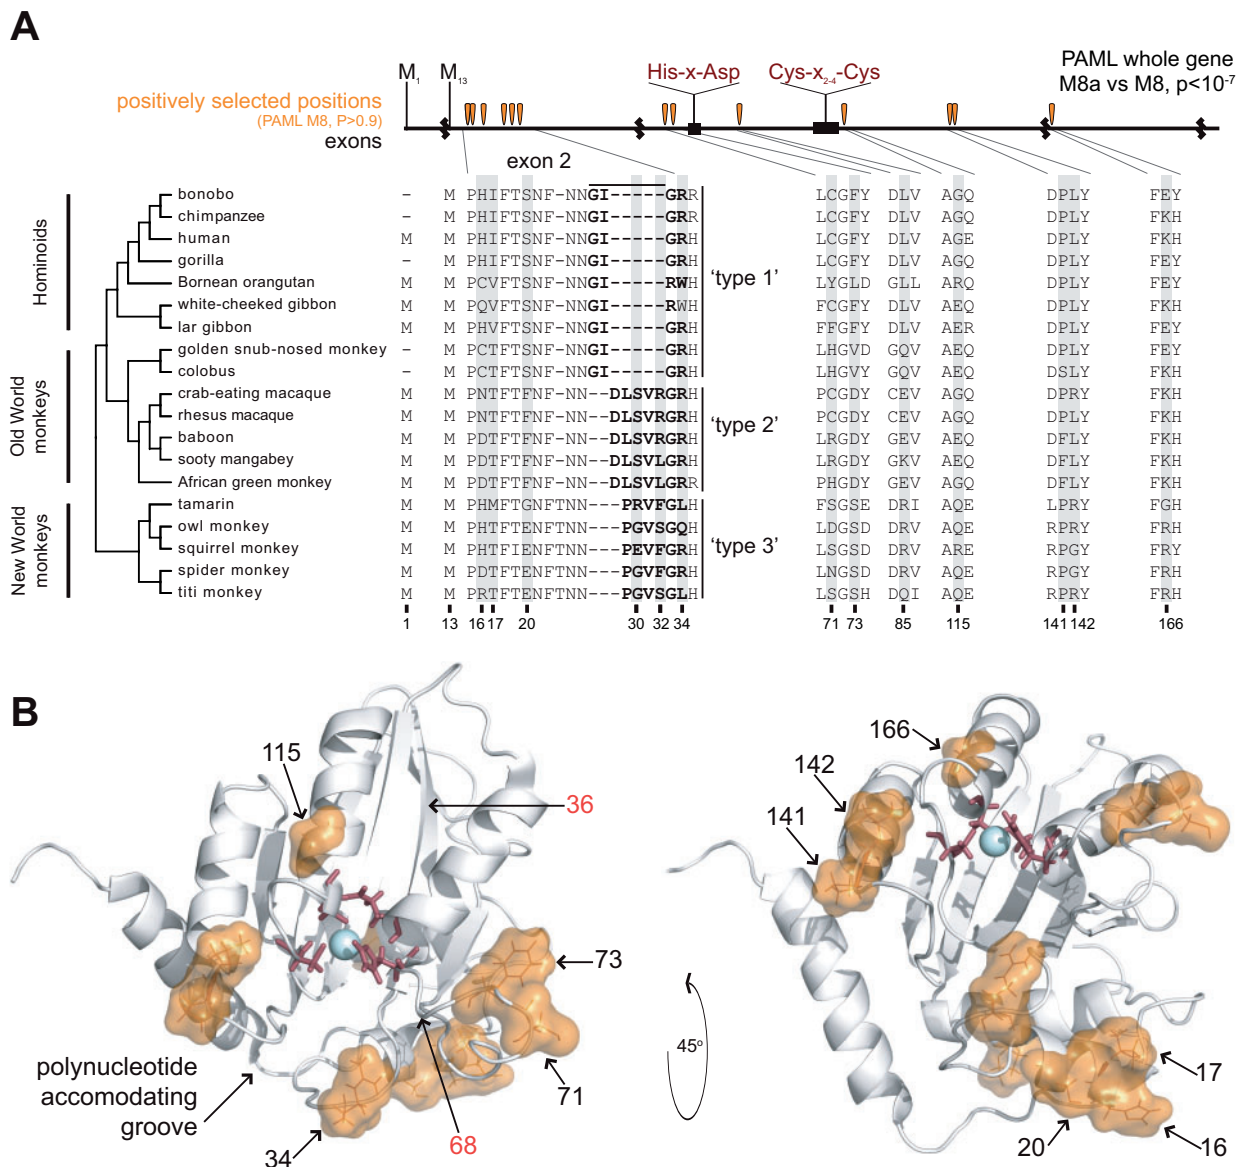 A
M1
M13
His-x-Asp
Cys-x2-4-Cys
PAML whole gene
M8a vs M8, p<10-7
positively selected positions
(PAML M8, P>0.9)
exons
exon 2
Hominoids
Old World
monkeys
New World
monkeys
bonobo - M PHIFTSNF-NNGI-----GRR LCGFY DLV AGQ DPLY FEY
chimpanzee - M PHIFTSNF-NNGI-----GRR LCGFY DLV AGQ DPLY FKH
human M M PHIFTSNF-NNGI-----GRH LCGFY DLV AGE DPLY FKH
gorilla - M PHIFTSNF-NNGI-----GRH LCGFY DLV AGQ DPLY FKH
Bornean orangutan M M PCVFTSNF-NNGI-----RWH LYGLD GLL ARQ DPLY FEY
white-cheeked gibbon M M PQVFTSNF-NNGI-----RWH FCGFY DLV AGQ DPLY FEY
lar gibbon M M PHVFTSNF-NNGI-----GRH FFGFY DLV AER DPLY FEY
golden snub-nosed monkey - M PCTFTSNF-NNGI-----GRH LHGVD GQV AEQ DPLY FEY
colobus - M PCTFTSNF-NNGI-----GRH LHGVY GQV AEQ DSLY FKH
crab-eating macaque M M PNTFTFNF-NN--DLSVRGRH PCGDY CEV AGQ DPRY FKH
rhesus macaque M M PNTFTFNF-NN--DLSVRGRH PCGDY GEV AGQ DPLY FKH
baboon M M PDTFTFNF-NN--DLSVRGRH LRGDY GEV AEQ DFLY FKH
sooty mangabey M M PDTFTFNF-NN--DLSVLGRH LRGDY GKV AEQ DFLY FKH
African green monkey M M PDTFTFNF-NN--DLSVLGRR PHGDY GEV AGQ DFLY FKH
tamarin M M PHMFTGNFTNN---PRVFGLH FSGSE DRI AEQ LPRY FGH
owl monkey M M PHTFTENFTNN---PGVSGQH LDGSD DRV AQE RPRY FRH
squirrel monkey M M PHTFIENFTNN---PEVFGRH LSGSD DRV ARE RPGY FRY
spider monkey M M PDTFTENFTNN---PGVFGRH LNGSD DRV AQE RPGY FRH
titi monkey M M PRTFTENFTNN---PGVSGLH LSGSH DQI AQE RPRY FRH
'type 1'
'type 2'
'type 3'
1 13 16 17 20 30 32 34 71 73 85 115 141 142 166
B
115
36
73
71
68
34
polynucleotide
accomodating
groove
45o
166
142
141
17
16
20